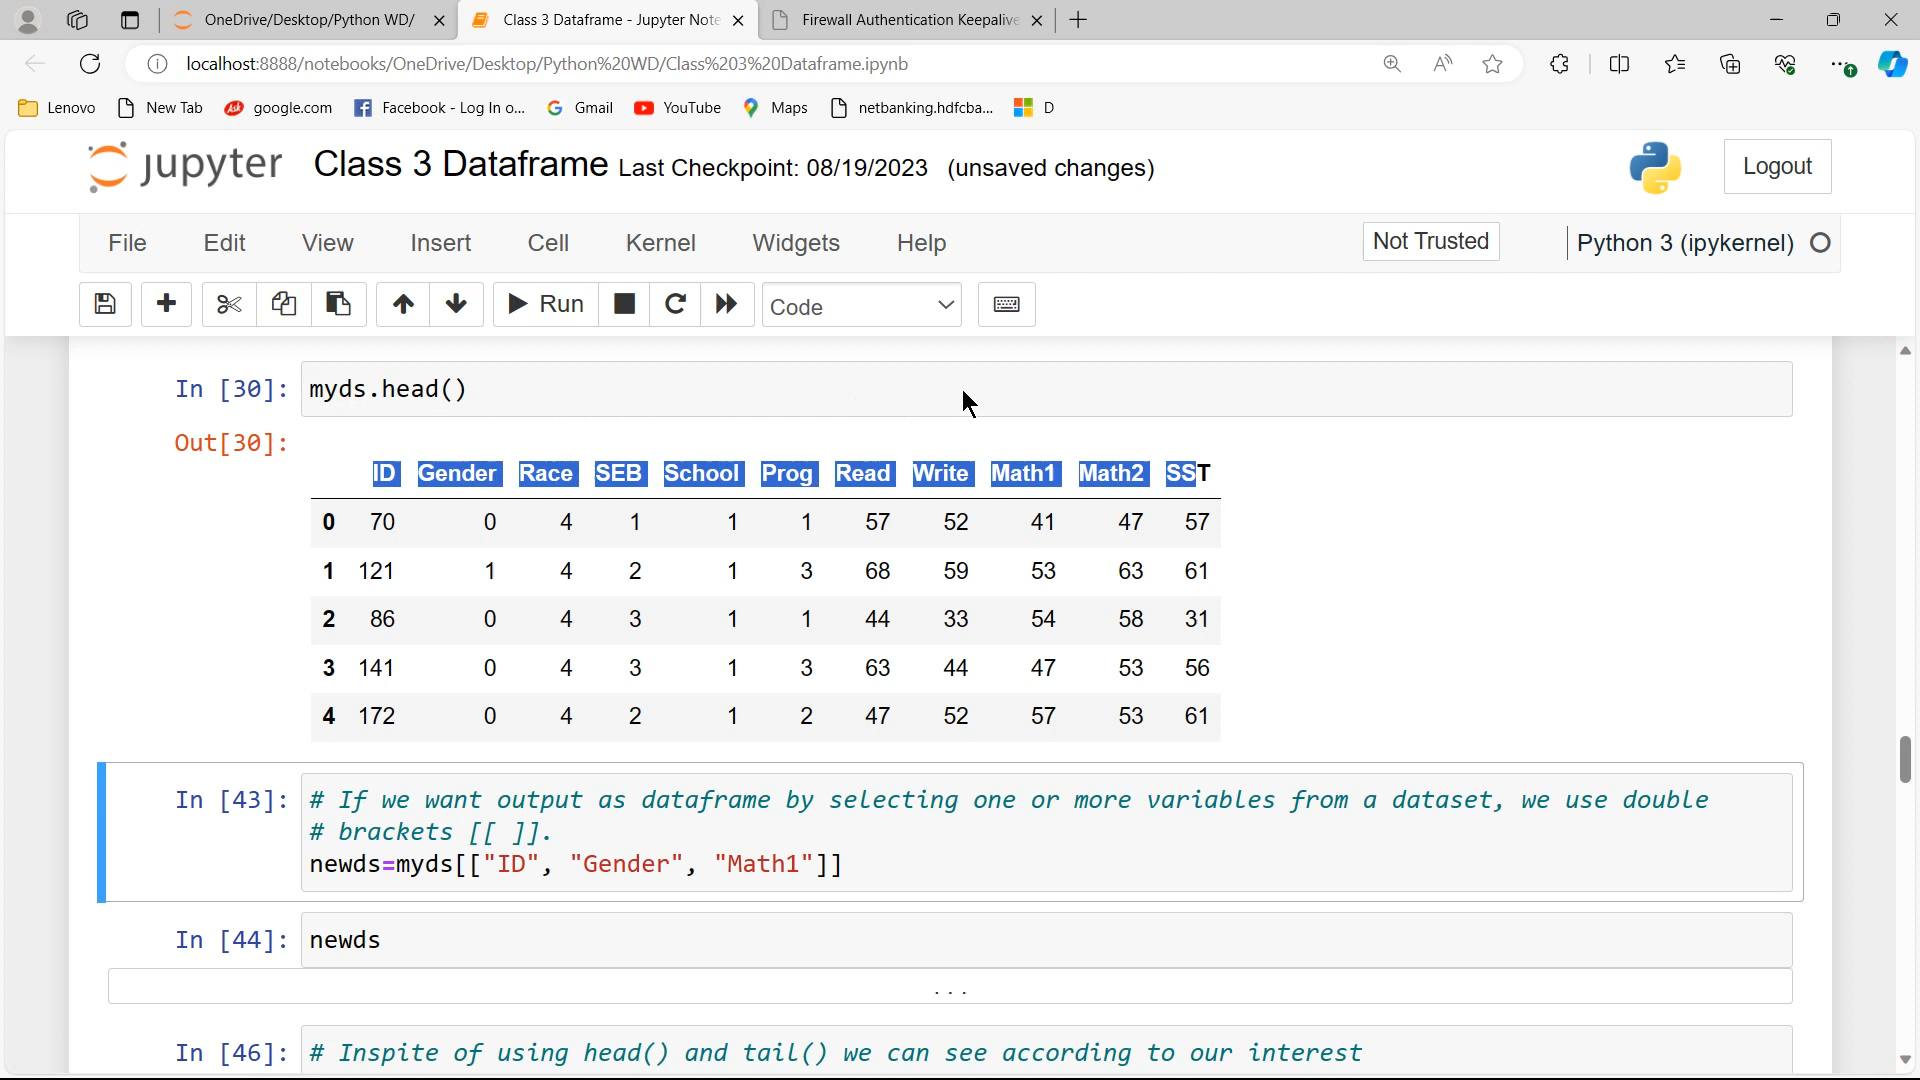 OneDrive/Desktop/Python WD/
Class 3 Dataframe - Jupyter Note
Firewall Authentication Keepalive
localhost:8888/notebooks/OneDrive/Desktop/Python%20WD/Class%203%20Dataframe.ipynb
Lenovo New Tab google.com Facebook - Log In o... Gmail YouTube Maps netbanking.hdfcba... D
jupyter Class 3 Dataframe Last Checkpoint: 08/19/2023 (unsaved changes) Logout
File Edit View Insert Cell Kernel Widgets Help Not Trusted Python 3 (ipykernel)
Run Code
In [30]: myds.head()
Out[30]:
ID Gender Race SEB School Prog Read Write Math1 Math2 SST
0 70 0 4 1 1 1 57 52 41 47 57
1 121 1 4 2 1 3 68 59 53 63 61
2 86 0 4 3 1 1 44 33 54 58 31
3 141 0 4 3 1 3 63 44 47 53 56
4 172 0 4 2 1 2 47 52 57 53 61
In [43]: # If we want output as dataframe by selecting one or more variables from a dataset, we use double
# brackets [[ ]].
newds=myds[["ID", "Gender", "Math1"]]
In [44]: newds
...
In [46]: # Inspite of using head() and tail() we can see according to our interest